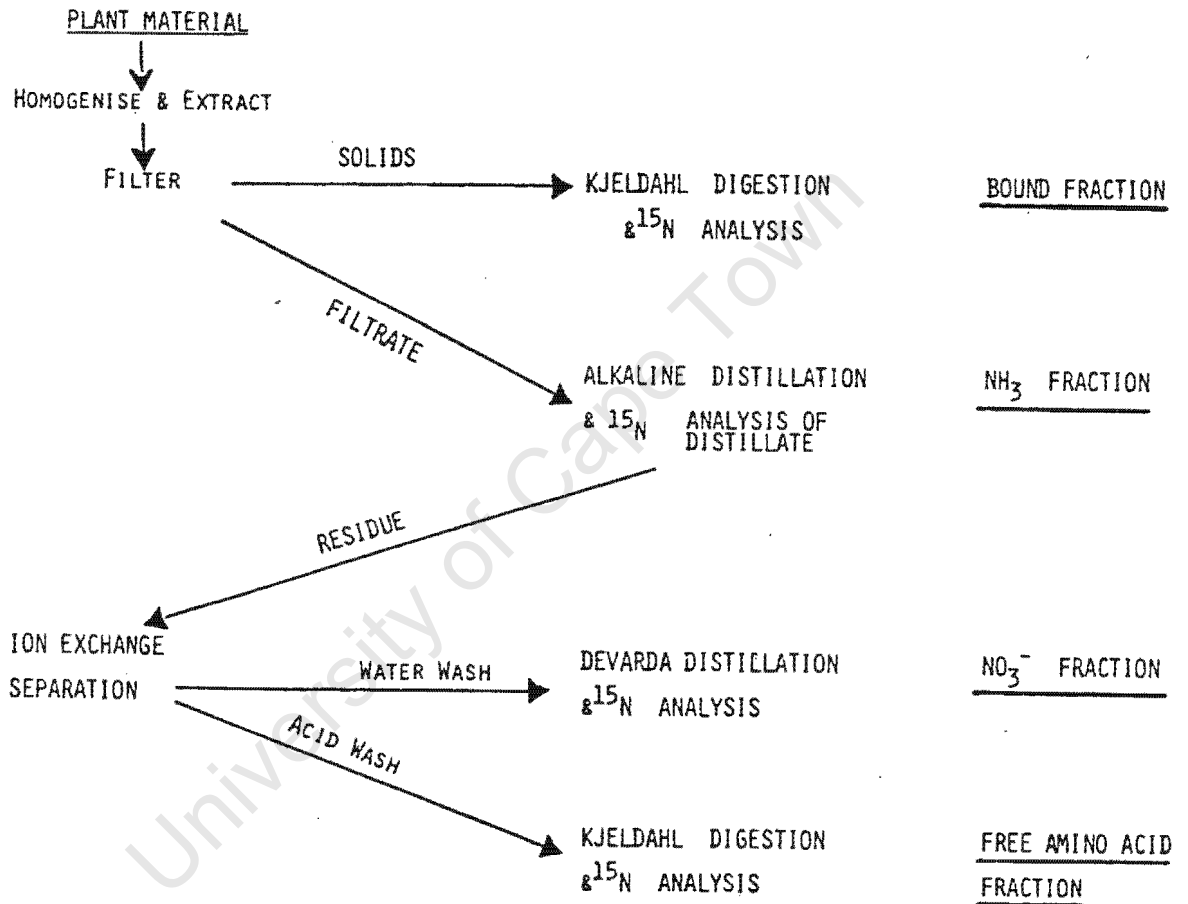 PLANT MATERIAL
HOMOGENISE & EXTRACT
FILTER
SOLIDS
KJELDAHL DIGESTION
& 15N ANALYSIS
BOUND FRACTION
FILTRATE
ALKALINE DISTILLATION
& 15N ANALYSIS OF
DISTILLATE
NH3 FRACTION
RESIDUE
ION EXCHANGE
SEPARATION
WATER WASH
DEVARDA DISTILLATION
& 15N ANALYSIS
NO3- FRACTION
ACID WASH
KJELDAHL DIGESTION
& 15N ANALYSIS
FREE AMINO ACID
FRACTION
University of Cape Town